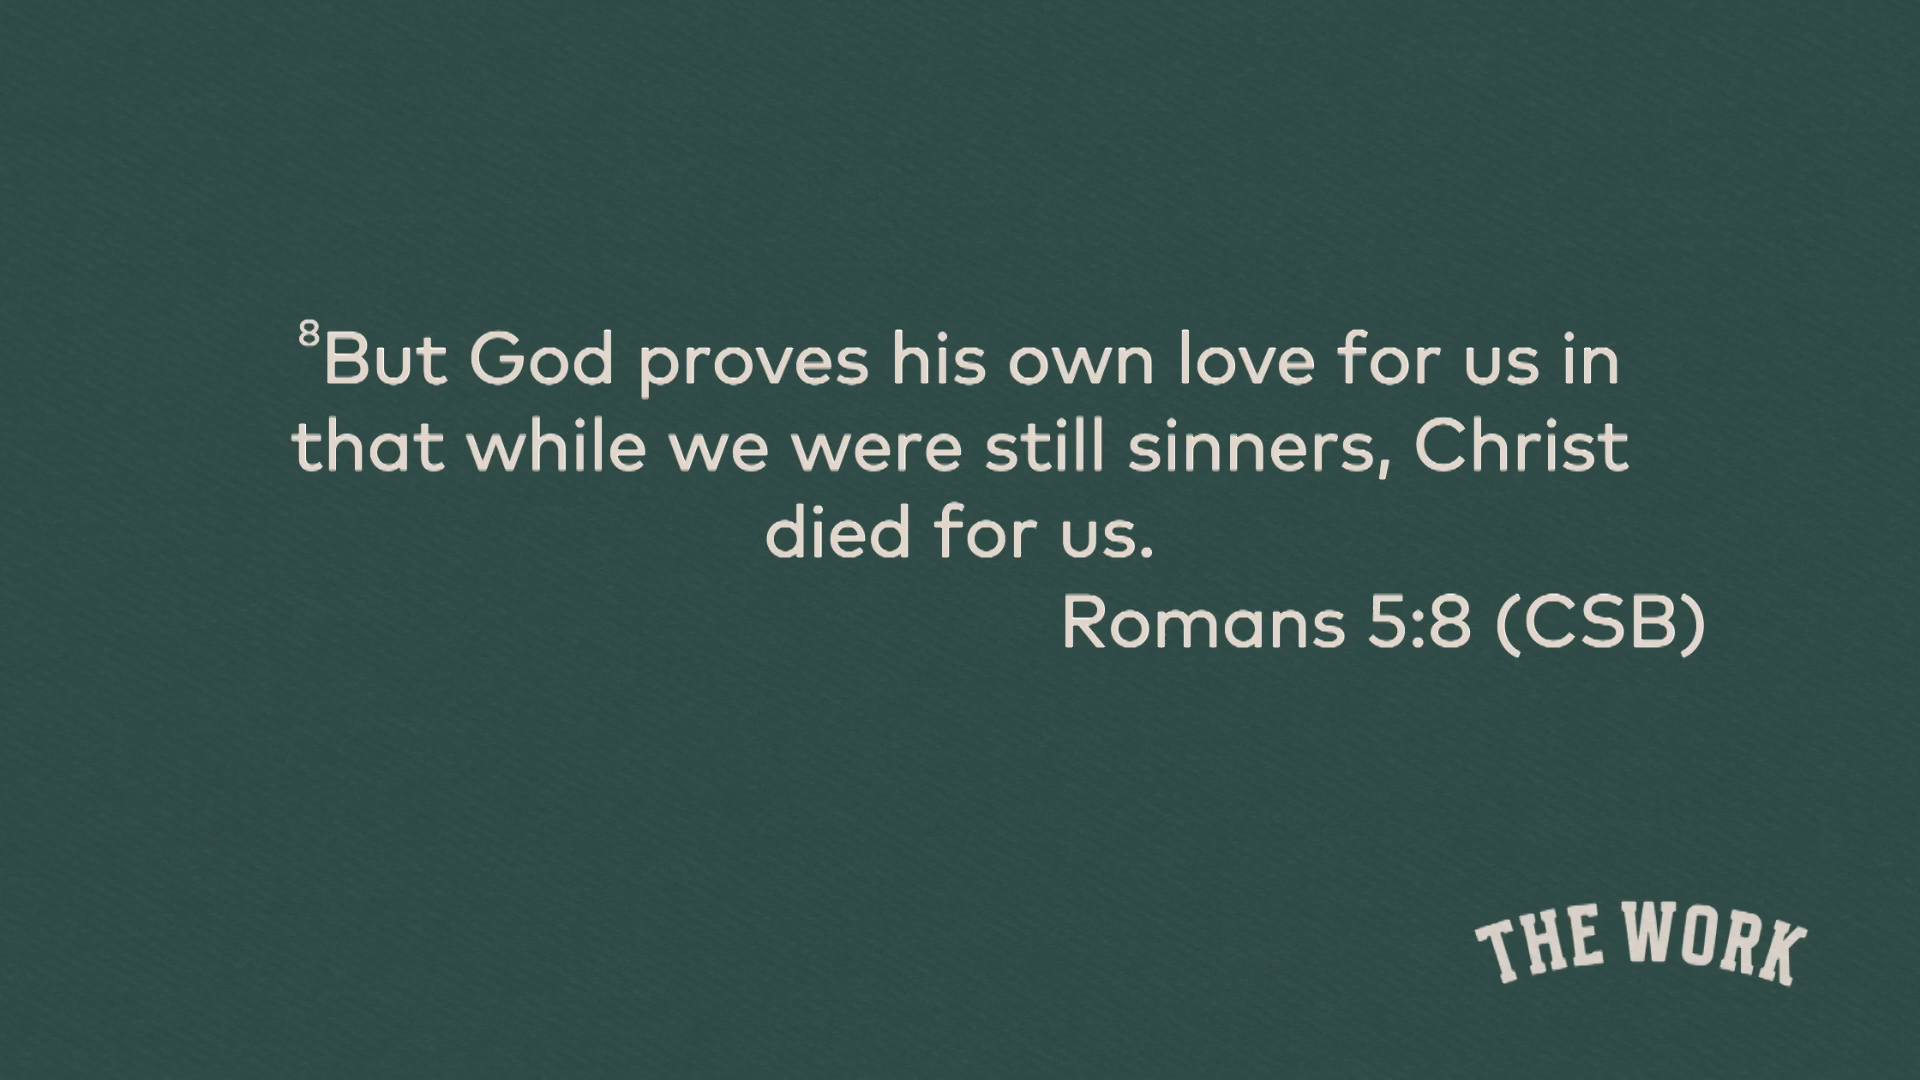 ⁸But God proves his own love for us in
that while we were still sinners, Christ
died for us.
Romans 5:8 (CSB)
THE WORK